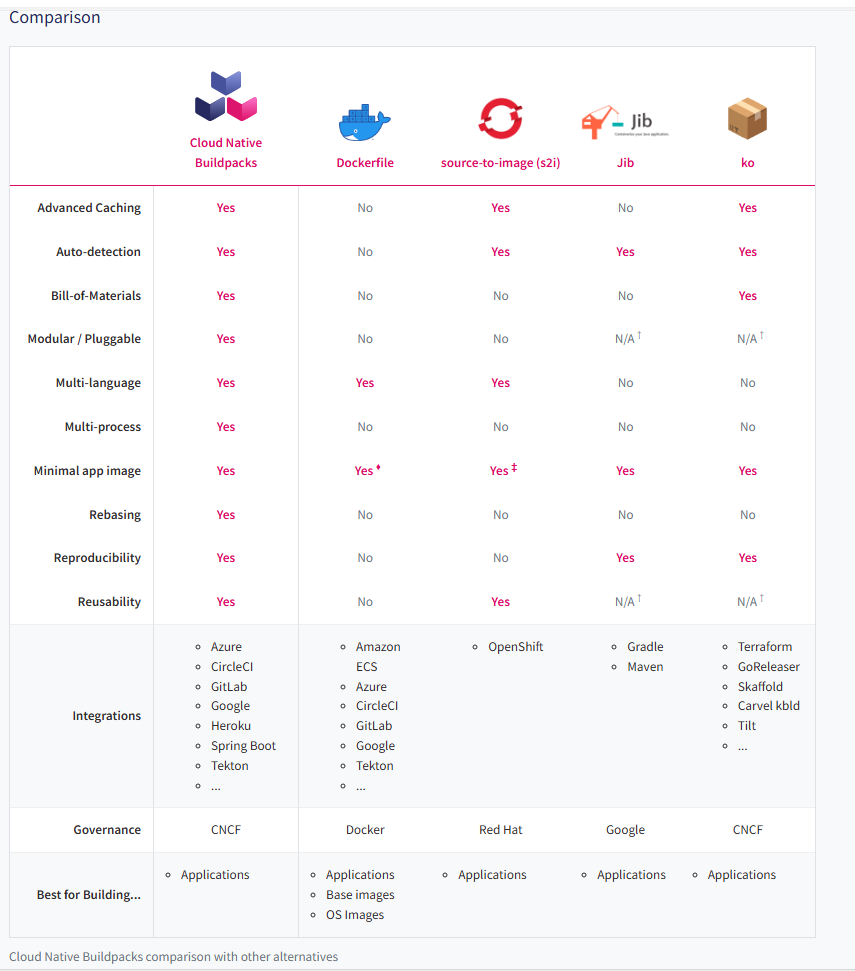 Comparison
Cloud Native
Buildpacks
Dockerfile
source-to-image (s2i)
Jib
Jib
ko
Advanced Caching Yes No Yes No Yes
Auto-detection Yes No Yes Yes Yes
Bill-of-Materials Yes No No No Yes
Modular / Pluggable Yes No No N/A † N/A †
Multi-language Yes Yes Yes No No
Multi-process Yes No No No No
Minimal app image Yes Yes ♦ Yes ‡ Yes Yes
Rebasing Yes No No No No
Reproducibility Yes No No Yes Yes
Reusability Yes No Yes N/A † N/A †
Integrations
Azure
CircleCI
GitLab
Google
Heroku
Spring Boot
Tekton
...
Amazon
ECS
Azure
CircleCI
GitLab
Google
Tekton
...
OpenShift
Gradle
Maven
Terraform
GoReleaser
Skaffold
Carvel kbld
Tilt
...
Governance CNCF Docker Red Hat Google CNCF
Best for Building...
Applications
Applications
Base images
OS Images
Applications
Applications
Applications
Cloud Native Buildpacks comparison with other alternatives